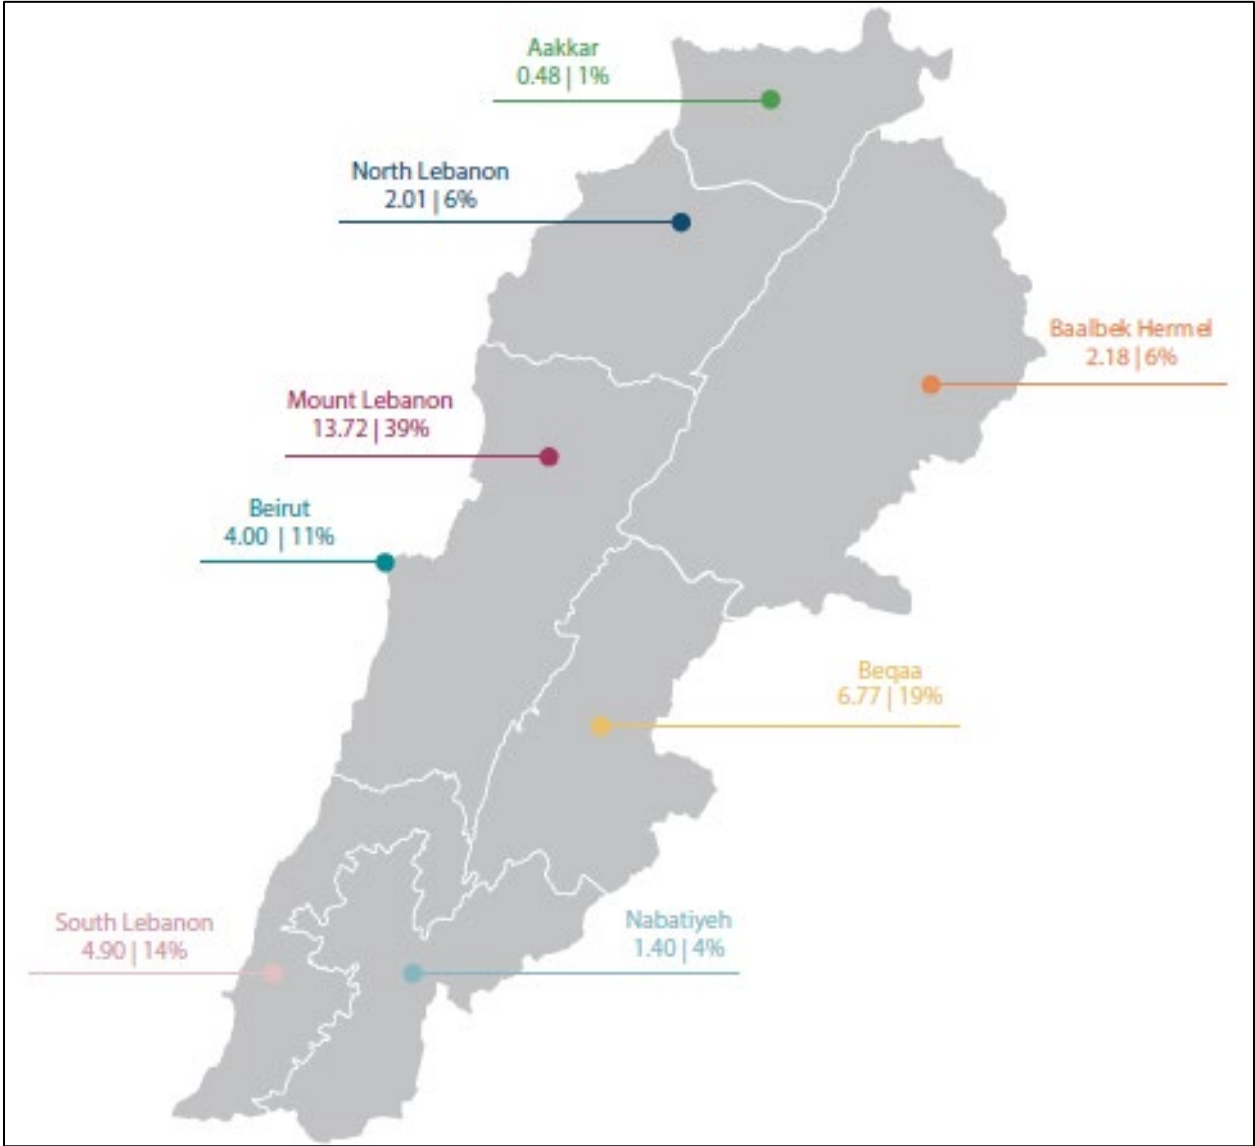 Aakkar
0.48 | 1%
North Lebanon
2.01 | 6%
Baalbek Hermel
2.18 | 6%
Mount Lebanon
13.72 | 39%
Beirut
4.00 | 11%
Beqaa
6.77 | 19%
South Lebanon
4.90 | 14%
Nabatiyeh
1.40 | 4%